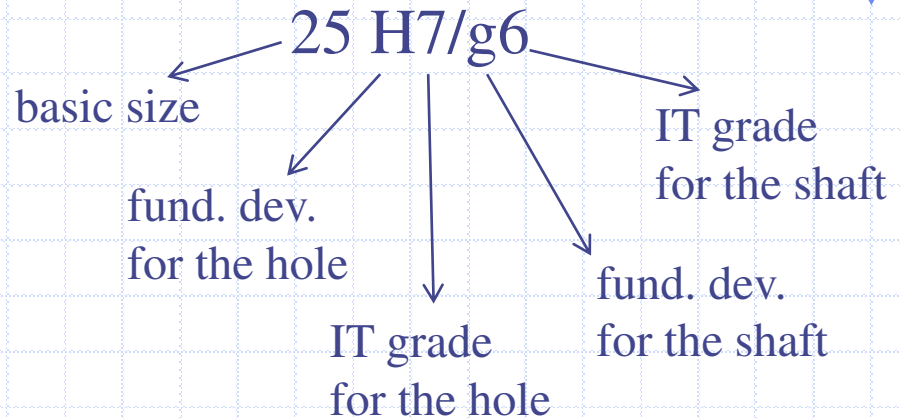 25 H7/g6
basic size
IT grade
for the shaft
fund. dev.
for the hole
fund. dev.
for the shaft
IT grade
for the hole